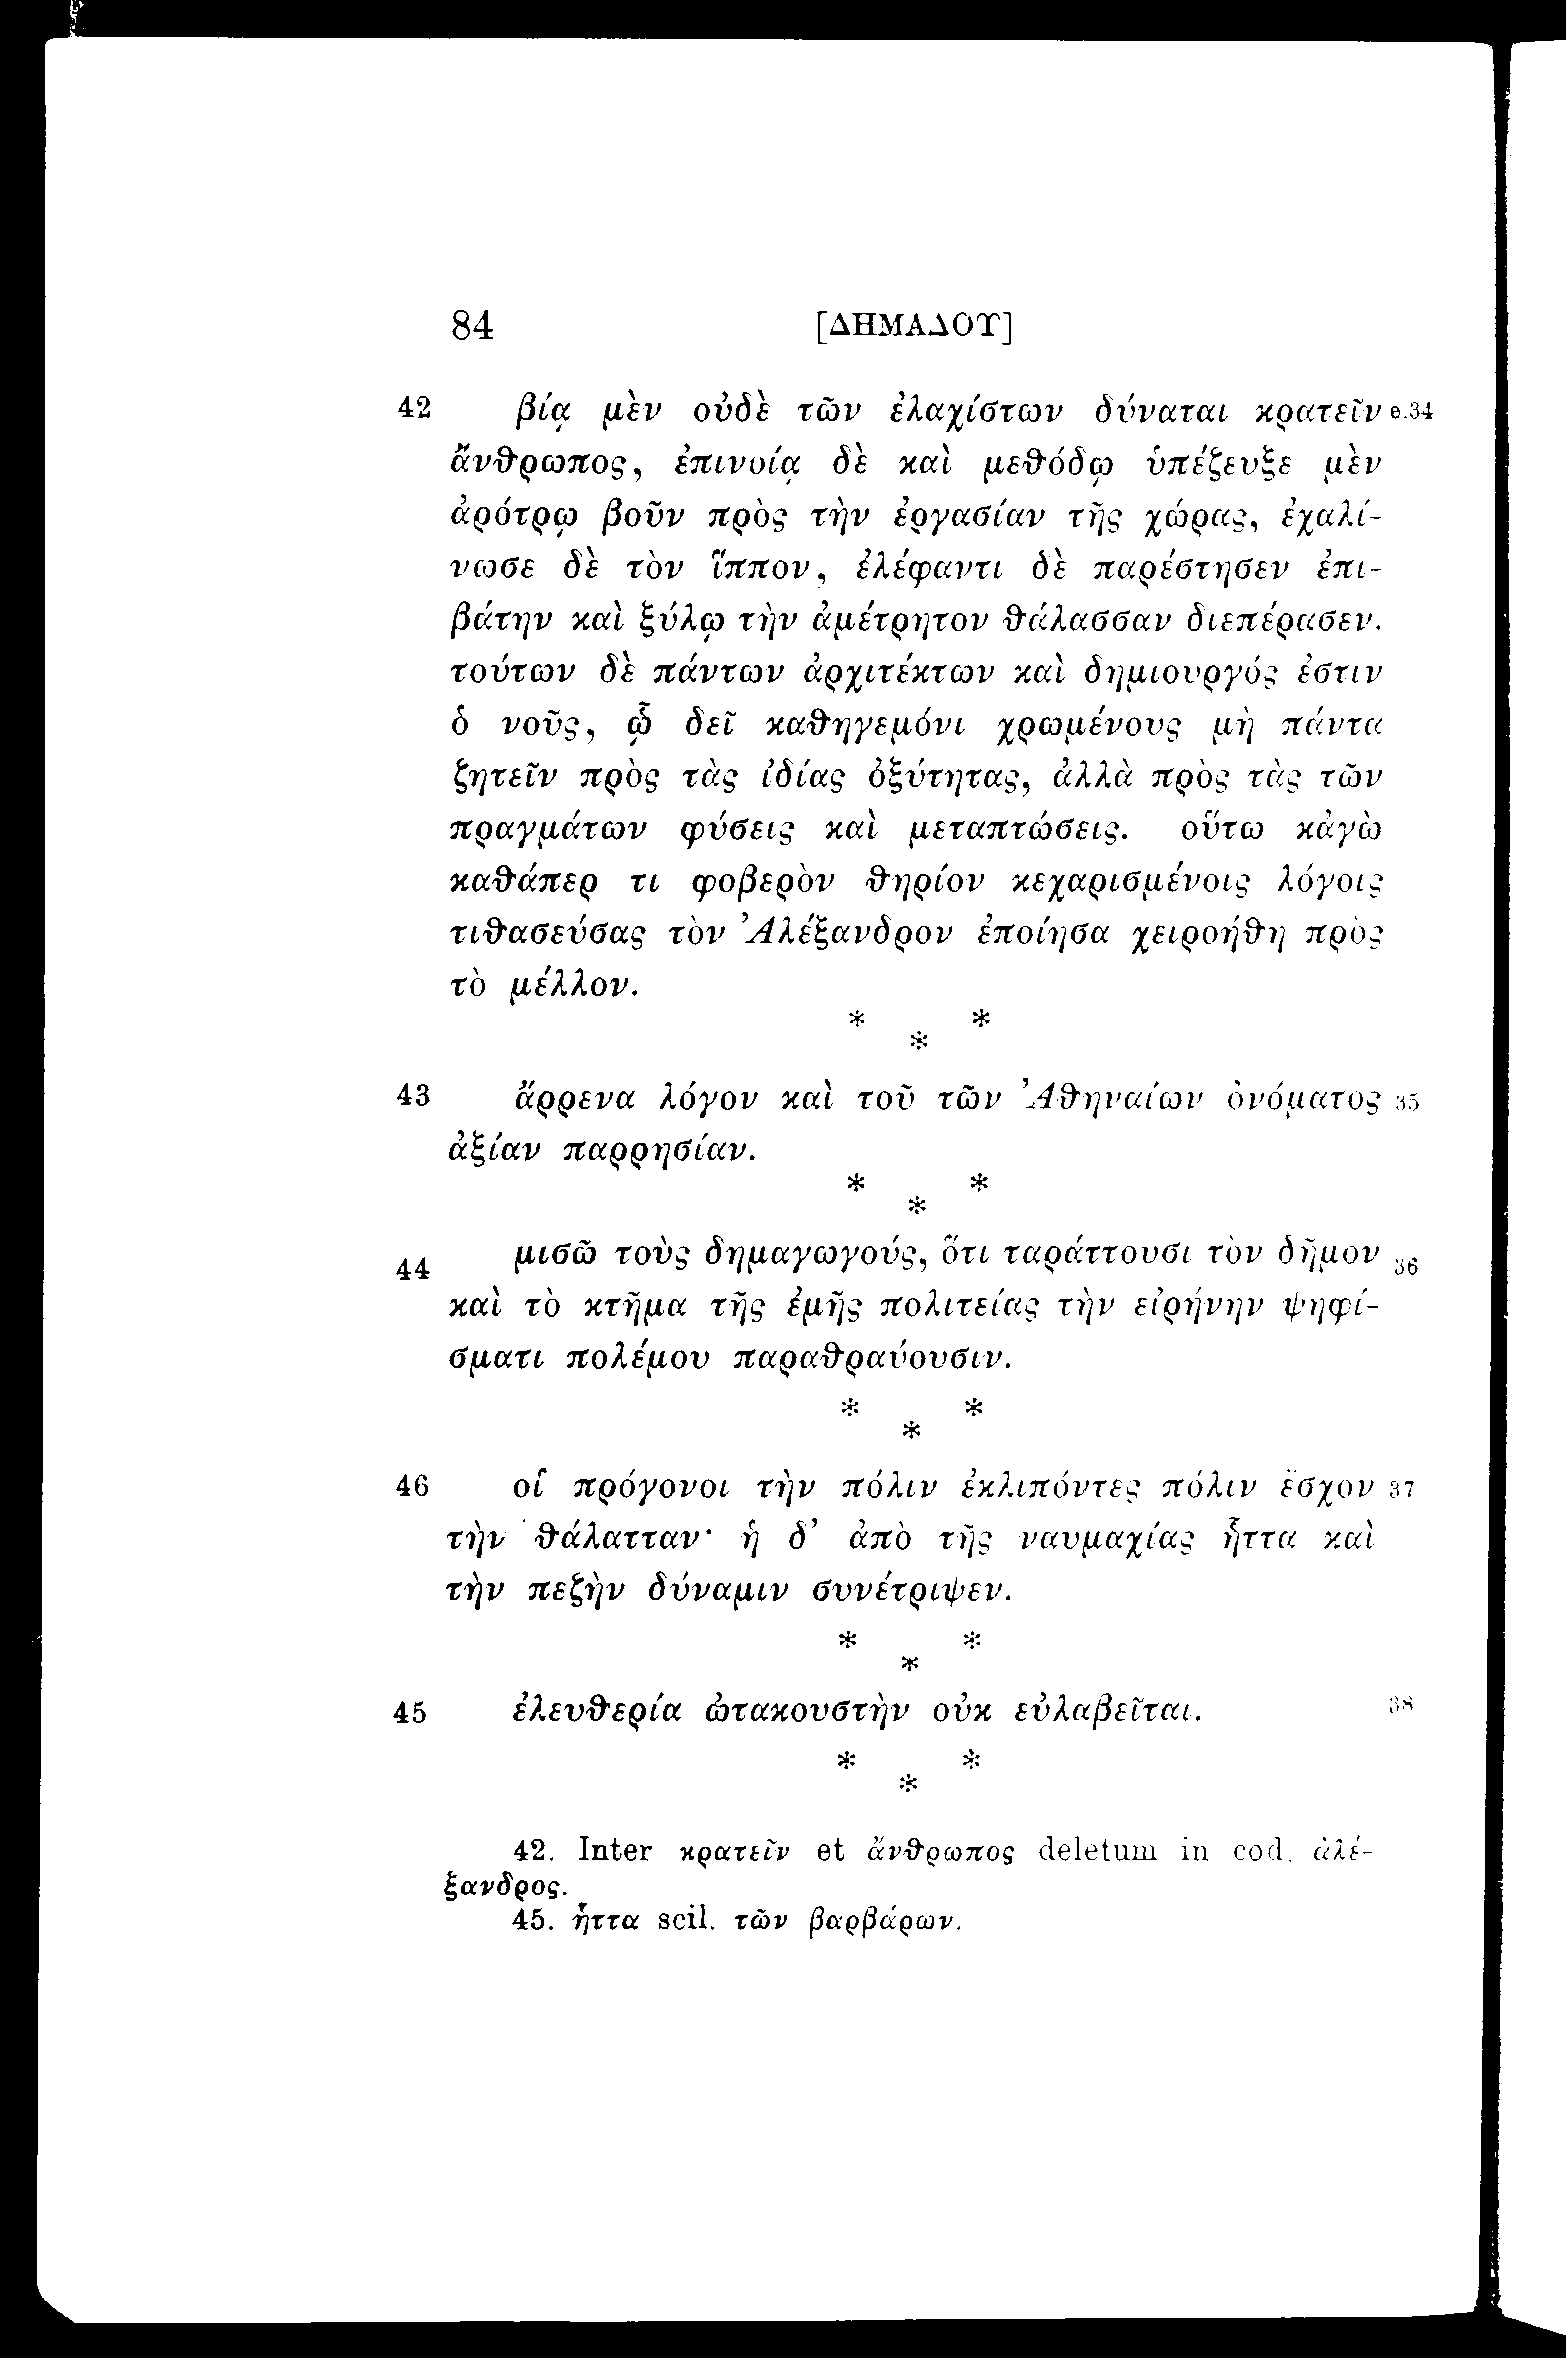 84 [ΔΗΜΑΔΟΥ]
42 βίᾳ μὲν οὐδὲ τῶν ἐλαχίστων δύναται κρατεῖν e.34
ἄνθρωπος, ἐπινοίᾳ δὲ καὶ μεθόδῳ ὑπέζευξε μὲν
ἀρότρῳ βοῦν πρὸς τὴν ἐργασίαν τῆς χώρας, ἐχαλί-
νωσε δὲ τὸν ἵππον, ἐλέφαντι δὲ παρέστησεν ἐπι-
βάτην καὶ ξύλῳ τὴν ἀμέτρητον θάλασσαν διεπέρασεν.
τούτων δὲ πάντων ἀρχιτέκτων καὶ δημιουργός ἐστιν
ὁ νοῦς, ᾧ δεῖ καθηγεμόνι χρωμένους μὴ πάντα
ζητεῖν πρὸς τὰς ἰδίας ὀξύτητας, ἀλλὰ πρὸς τὰς τῶν
πραγμάτων φύσεις καὶ μεταπτώσεις. οὕτω κἀγὼ
καθάπερ τι φοβερὸν θηρίον κεχαρισμένοις λόγοις
τιθασεύσας τὸν Ἀλέξανδρον ἐποίησα χειροήθη πρὸς
τὸ μέλλον.
* * *
43 ἄρρενα λόγον καὶ τοῦ τῶν Ἀθηναίων ὀνόματος 35
ἀξίαν παρρησίαν.
* * *
44 μισῶ τοὺς δημαγωγούς, ὅτι ταράττουσι τὸν δῆμον 36
καὶ τὸ κτῆμα τῆς ἐμῆς πολιτείας τὴν εἰρήνην ψηφί-
σματι πολέμου παραθραύουσιν.
* * *
46 οἱ πρόγονοι τὴν πόλιν ἐκλιπόντες πόλιν ἔσχον 37
τὴν θάλατταν· ἡ δ’ ἀπὸ τῆς ναυμαχίας ἧττα καὶ
τὴν πεζὴν δύναμιν συνέτριψεν.
* * *
45 ἐλευθερία ὠτακουστὴν οὐκ εὐλαβεῖται. 38
* * *
42. Inter κρατεῖν et ἄνθρωπος deletum in cod. ἀλέ-
ξανδρος.
45. ἧττα scil. τῶν βαρβάρων.